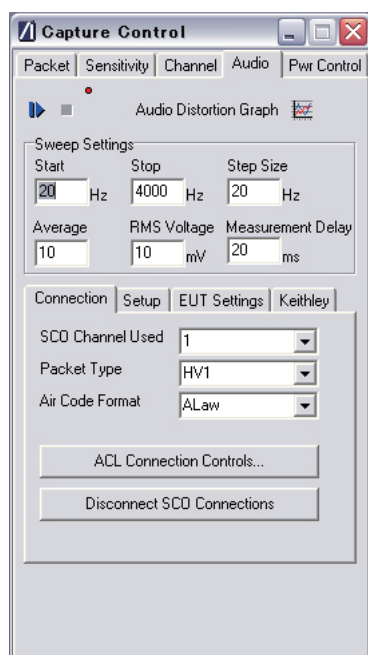 Capture Control
Packet Sensitivity Channel Audio Pwr Control
Audio Distortion Graph
Sweep Settings
Start Stop Step Size
20 Hz 4000 Hz 20 Hz
Average RMS Voltage Measurement Delay
10 10 mV 20 ms
Connection Setup EUT Settings Keithley
SCO Channel Used 1
Packet Type HV1
Air Code Format ALaw
ACL Connection Controls...
Disconnect SCO Connections